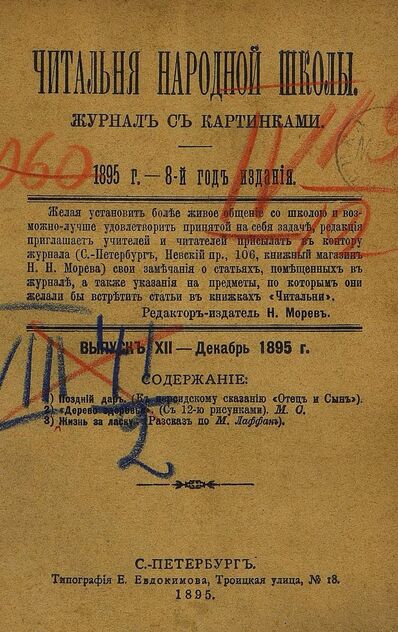 ЧИТАЛЬНЯ НАРОДНОЙ ШКОЛЫ.
ЖУРНАЛЪ СЪ КАРТИНКАМИ.
1895 г. — 8-й годъ изданія.
Желая установить болѣе живое общеніе со школою и воз-
можно-лучше удовлетворить принятой на себя задачѣ, редакція
приглашаетъ учителей и читателей присылать въ контору
журнала (С.-Петербургъ, Невскій пр., 106, книжный магазинъ
Н. Н. Морева) свои замѣчанія о статьяхъ, помѣщенныхъ въ
журналѣ, а также указанія на предметы, по которымъ они
желали бы встрѣтить статьи въ книжкахъ «Читальни».
Редакторъ-издатель Н. Моревъ.
ВЫПУСКЪ XII — Декабрь 1895 г.
СОДЕРЖАНІЕ:
1) Поздній даръ. (Къ персидскому сказанію «Отецъ и Сынъ»).
2) «Дерево здоровья». (Съ 12-ю рисунками). М. С.
3) Жизнь за ласку. (Разсказъ по М. Лаффан).
VIII
2
С.-ПЕТЕРБУРГЪ.
Типографія Е. Евдокимова, Троицкая улица, № 18.
1895.